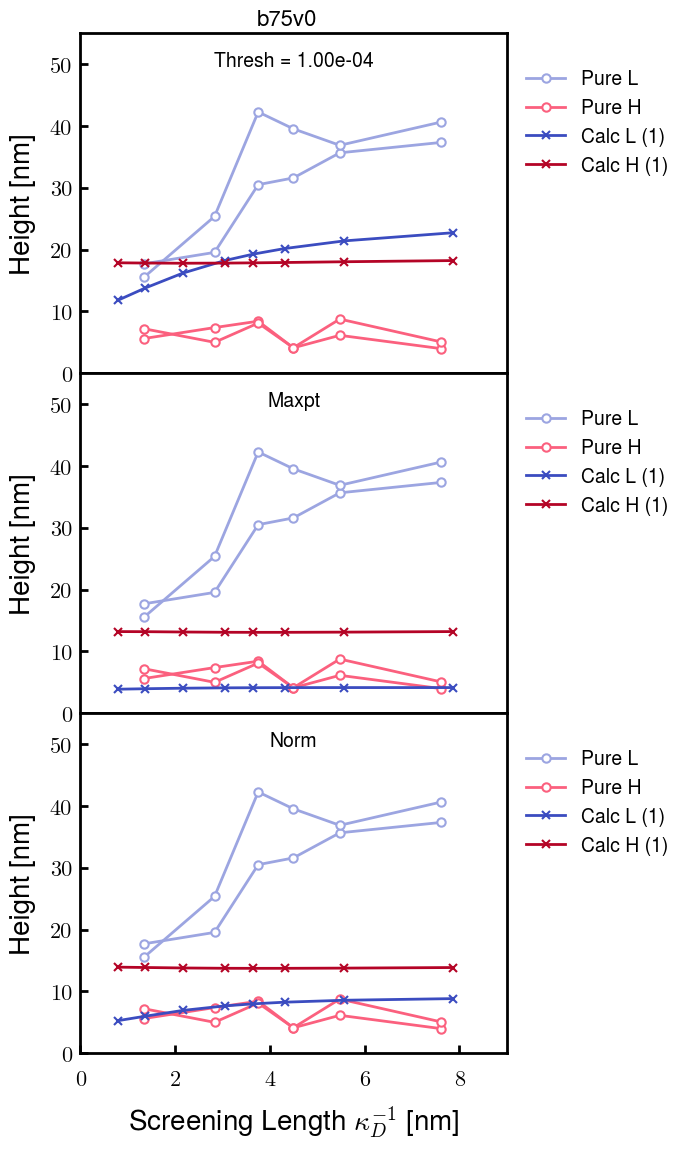 b75v0
Thresh = 1.00e-04
50
40
30
20
10
0
Height [nm]
Pure L
Pure H
Calc L (1)
Calc H (1)
Maxpt
50
40
30
20
10
0
Height [nm]
Pure L
Pure H
Calc L (1)
Calc H (1)
Norm
50
40
30
20
10
0
Height [nm]
Pure L
Pure H
Calc L (1)
Calc H (1)
0 2 4 6 8
Screening Length κ_D^{-1} [nm]